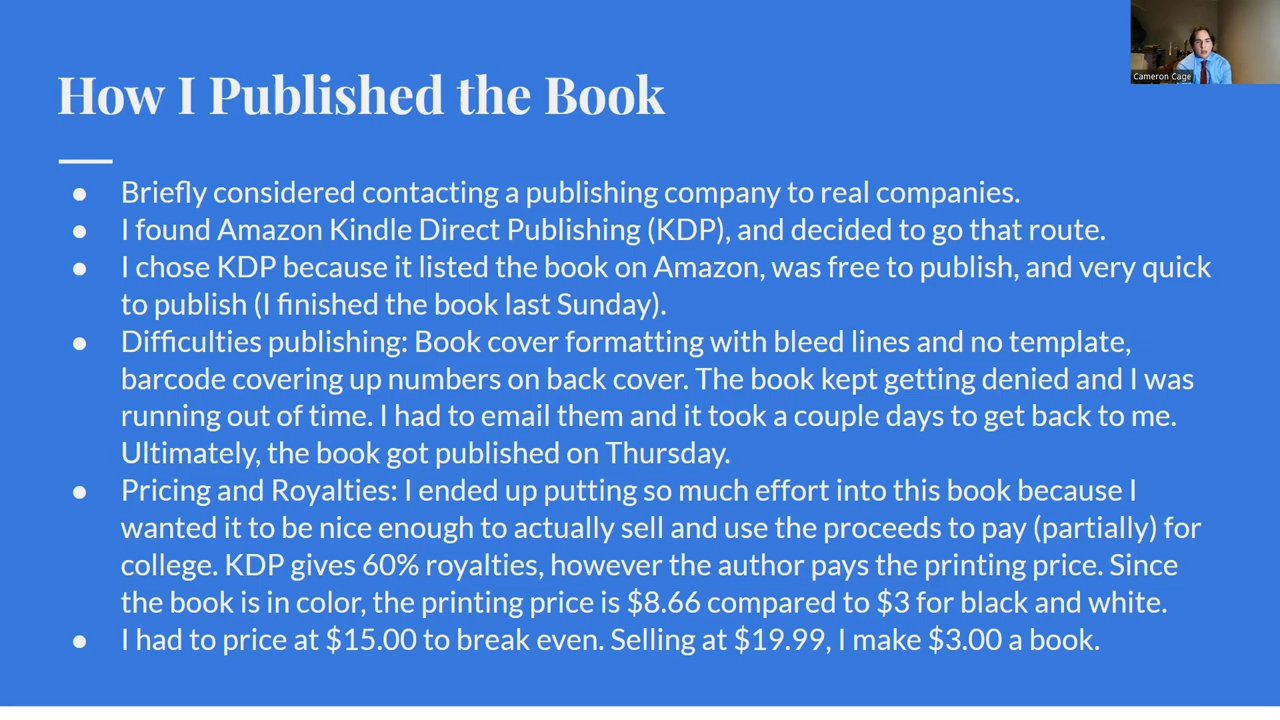 Cameron Cage
How I Published the Book
● Briefly considered contacting a publishing company to real companies.
● I found Amazon Kindle Direct Publishing (KDP), and decided to go that route.
● I chose KDP because it listed the book on Amazon, was free to publish, and very quick
to publish (I finished the book last Sunday).
● Difficulties publishing: Book cover formatting with bleed lines and no template,
barcode covering up numbers on back cover. The book kept getting denied and I was
running out of time. I had to email them and it took a couple days to get back to me.
Ultimately, the book got published on Thursday.
● Pricing and Royalties: I ended up putting so much effort into this book because I
wanted it to be nice enough to actually sell and use the proceeds to pay (partially) for
college. KDP gives 60% royalties, however the author pays the printing price. Since
the book is in color, the printing price is $8.66 compared to $3 for black and white.
● I had to price at $15.00 to break even. Selling at $19.99, I make $3.00 a book.